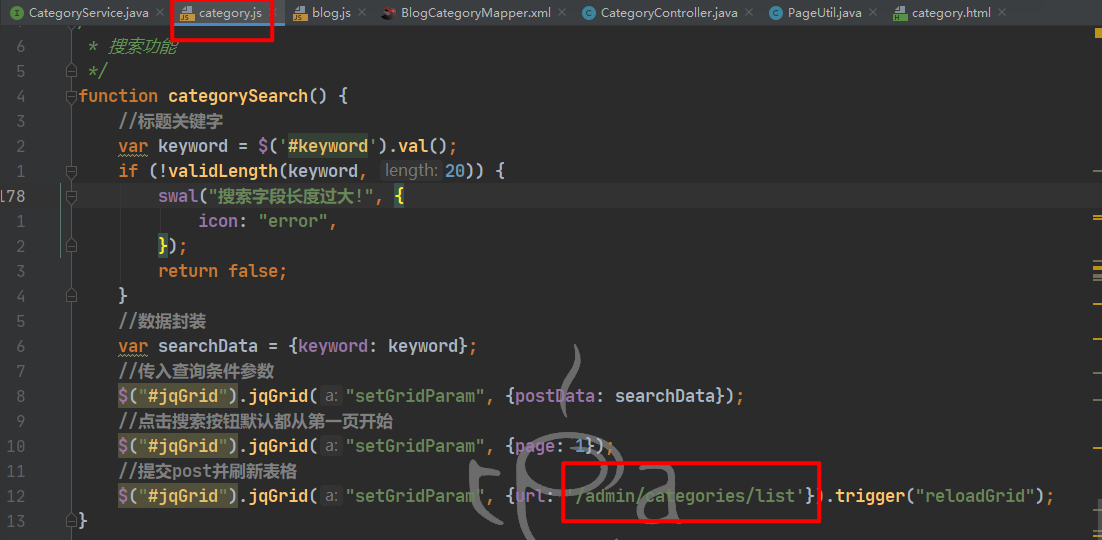 CategoryService.java × category.js × blog.js × BlogCategoryMapper.xml × CategoryController.java × PageUtil.java × category.html ×
6 * 搜索功能
5 */
4 function categorySearch() {
3 //标题关键字
2 var keyword = $('#keyword').val();
1 if (!validLength(keyword, length: 20)) {
178 swal("搜索字段长度过大!", {
1 icon: "error",
2 });
3 return false;
4 }
5 //数据封装
6 var searchData = {keyword: keyword};
7 //传入查询条件参数
8 $("#jqGrid").jqGrid( a: "setGridParam", {postData: searchData});
9 //点击搜索按钮默认都从第一页开始
10 $("#jqGrid").jqGrid( a: "setGridParam", {page: 1});
11 //提交post并刷新表格
12 $("#jqGrid").jqGrid( a: "setGridParam", {url: '/admin/categories/list'}).trigger("reloadGrid");
13 }